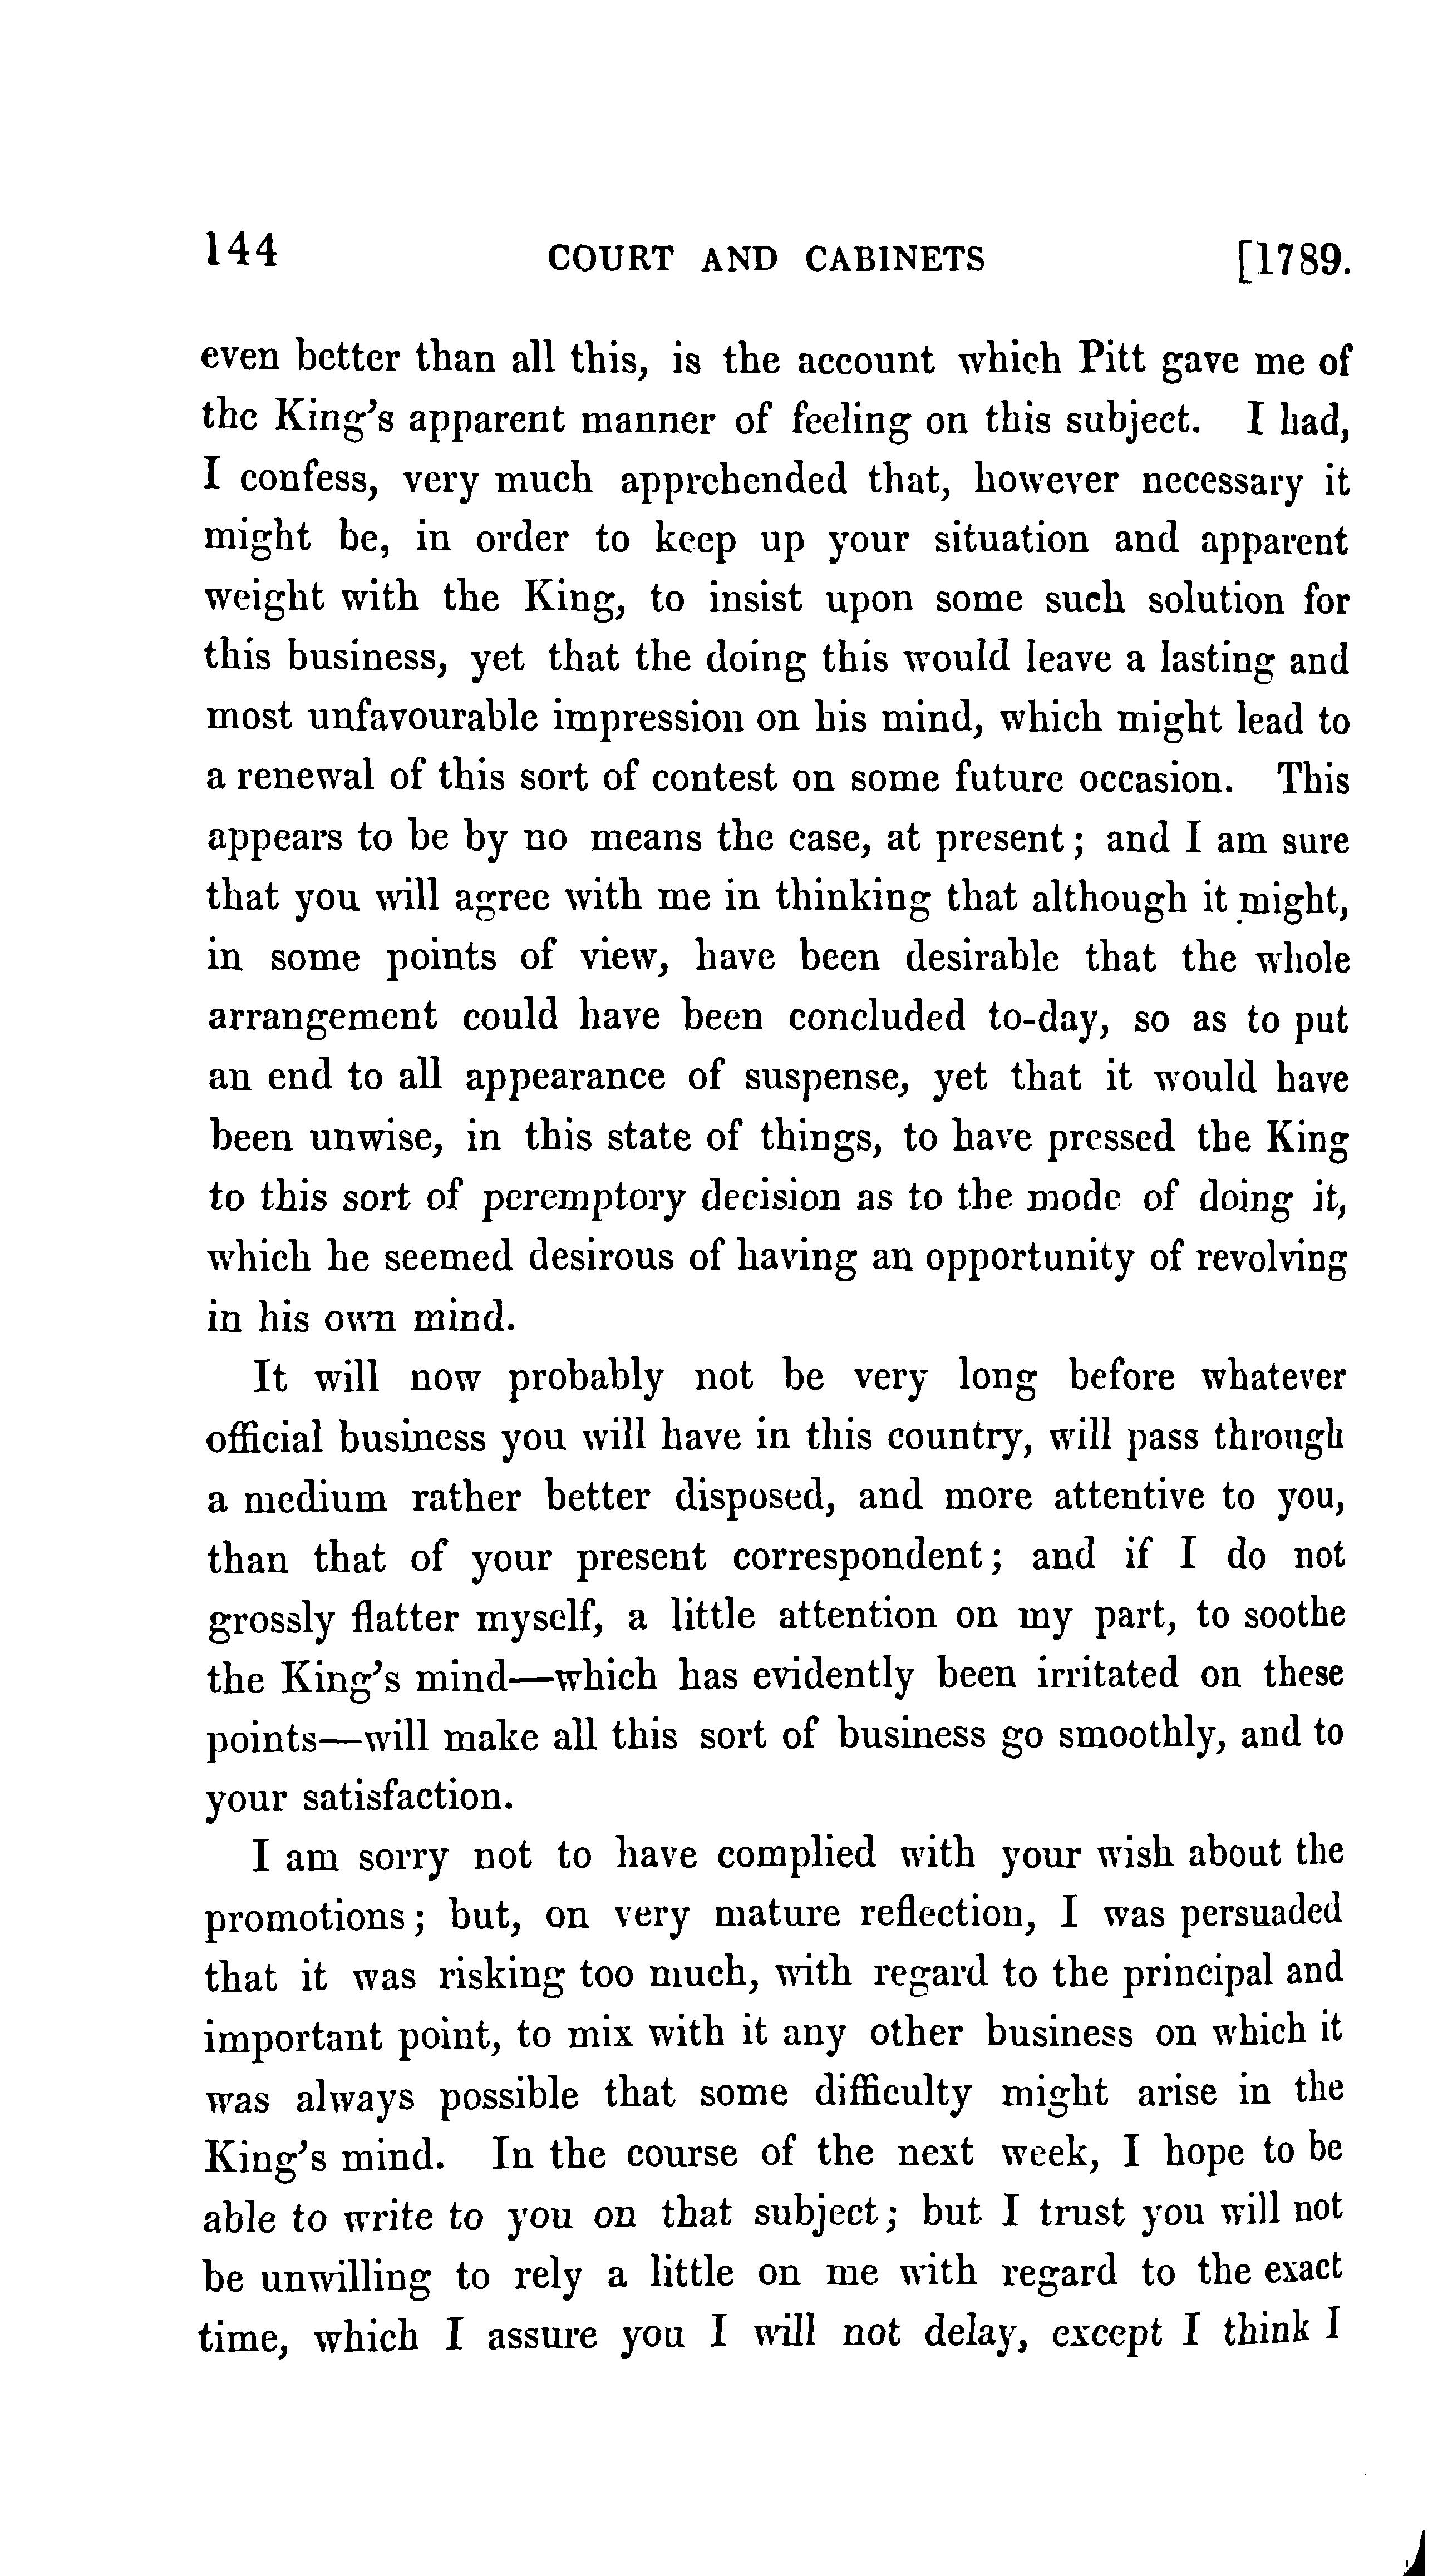 144 COURT AND CABINETS [1789.
even better than all this, is the account which Pitt gave me of
the King's apparent manner of feeling on this subject. I had,
I confess, very much apprehended that, however necessary it
might be, in order to keep up your situation and apparent
weight with the King, to insist upon some such solution for
this business, yet that the doing this would leave a lasting and
most unfavourable impression on his mind, which might lead to
a renewal of this sort of contest on some future occasion. This
appears to be by no means the case, at present; and I am sure
that you will agree with me in thinking that although it might,
in some points of view, have been desirable that the whole
arrangement could have been concluded to-day, so as to put
an end to all appearance of suspense, yet that it would have
been unwise, in this state of things, to have pressed the King
to this sort of peremptory decision as to the mode of doing it,
which he seemed desirous of having an opportunity of revolving
in his own mind.
It will now probably not be very long before whatever
official business you will have in this country, will pass through
a medium rather better disposed, and more attentive to you,
than that of your present correspondent; and if I do not
grossly flatter myself, a little attention on my part, to soothe
the King's mind—which has evidently been irritated on these
points—will make all this sort of business go smoothly, and to
your satisfaction.
I am sorry not to have complied with your wish about the
promotions; but, on very mature reflection, I was persuaded
that it was risking too much, with regard to the principal and
important point, to mix with it any other business on which it
was always possible that some difficulty might arise in the
King's mind. In the course of the next week, I hope to be
able to write to you on that subject; but I trust you will not
be unwilling to rely a little on me with regard to the exact
time, which I assure you I will not delay, except I think I